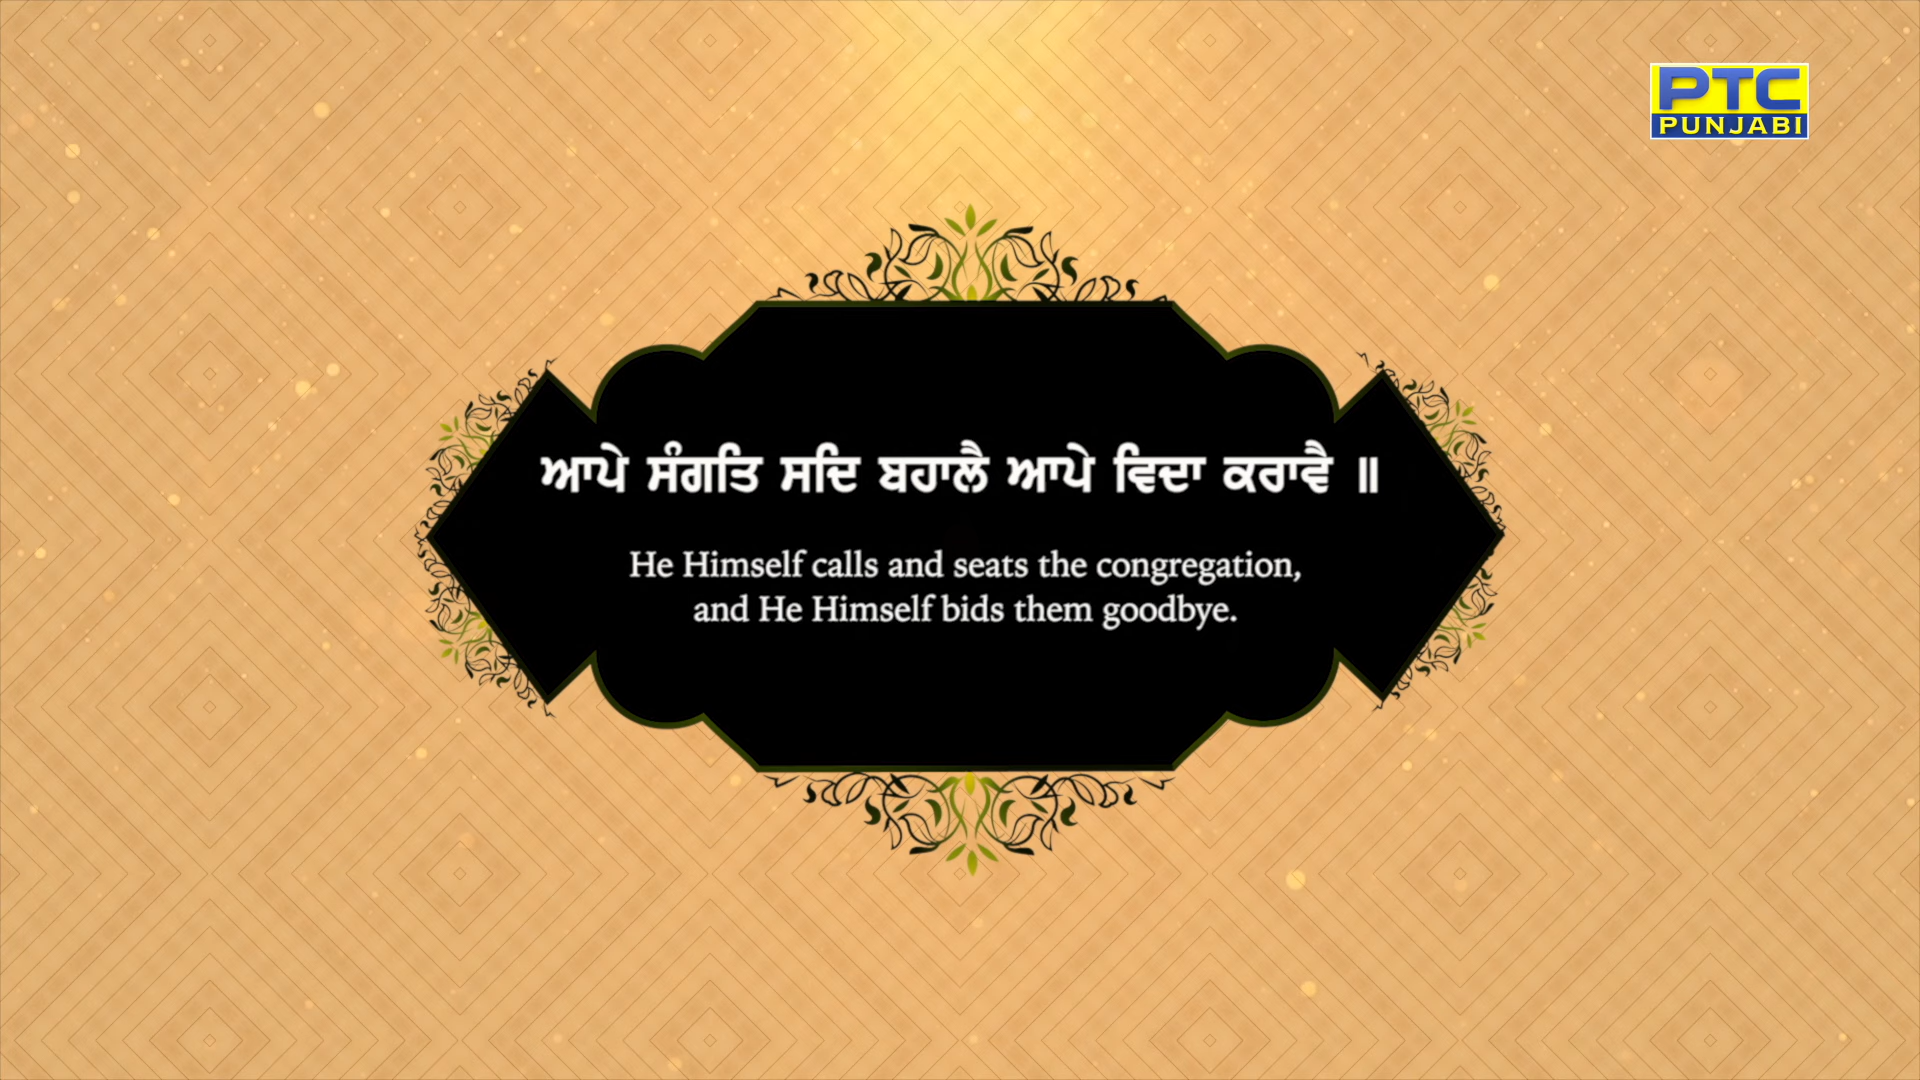 PTC
PUNJABI
ਆਪੇ ਸੰਗਤਿ ਸਦਿ ਬਹਾਲੈ ਆਪੇ ਵਿਦਾ ਕਰਾਵੈ ॥
He Himself calls and seats the congregation,
and He Himself bids them goodbye.